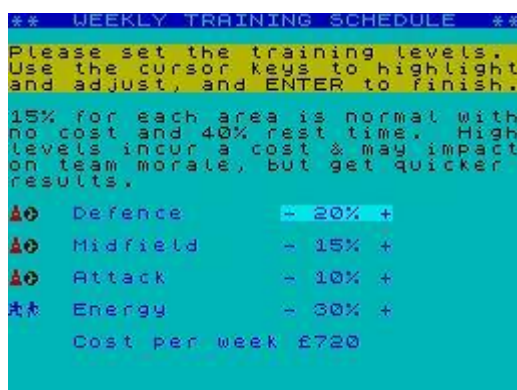 ** WEEKLY TRAINING SCHEDULE **
Please set the training levels.
Use the cursor keys to highlight
and adjust, and ENTER to finish.
15% for each area is normal with
no cost and 40% rest time. High
levels incur a cost & may impact
on team morale, but get quicker
results.
Defence - 20% +
Midfield - 15% +
Attack - 10% +
Energy - 30% +
Cost per week £720